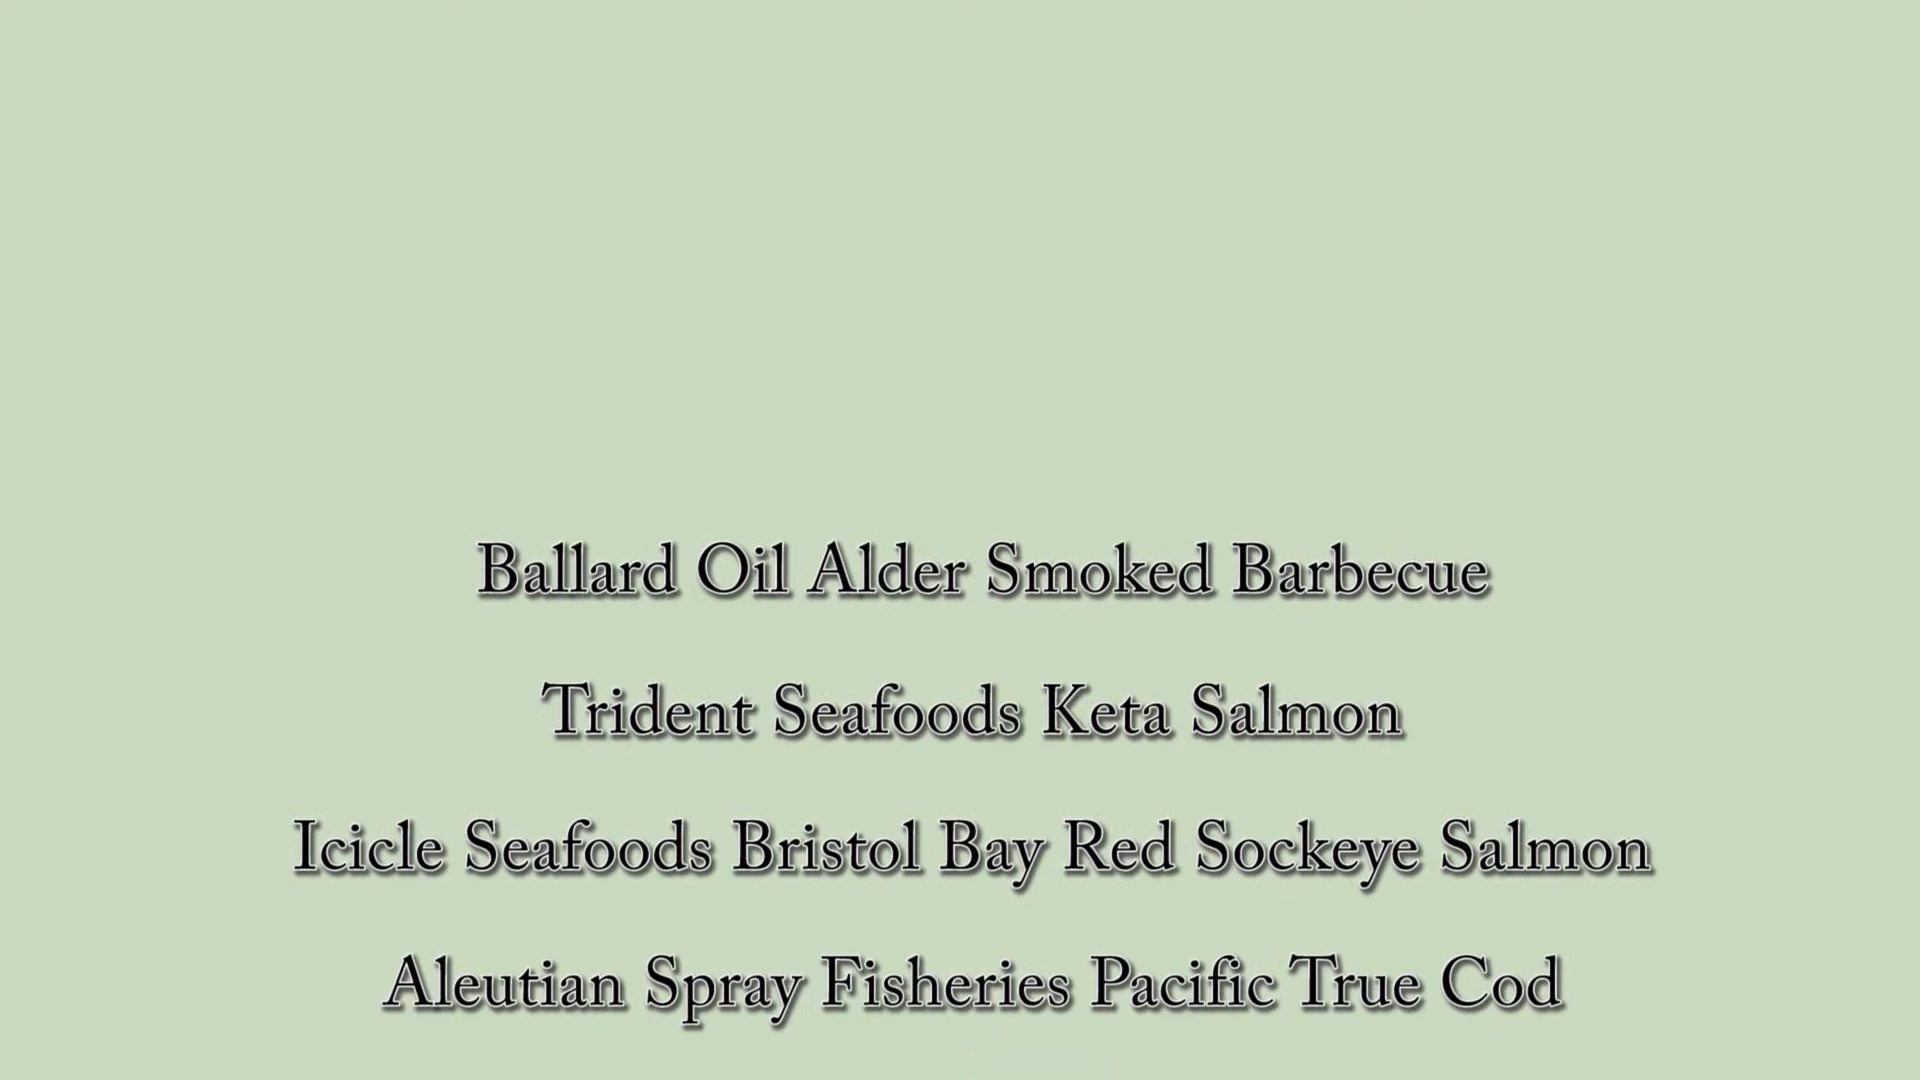 Ballard Oil Alder Smoked Barbecue
Trident Seafoods Keta Salmon
Icicle Seafoods Bristol Bay Red Sockeye Salmon
Aleutian Spray Fisheries Pacific True Cod